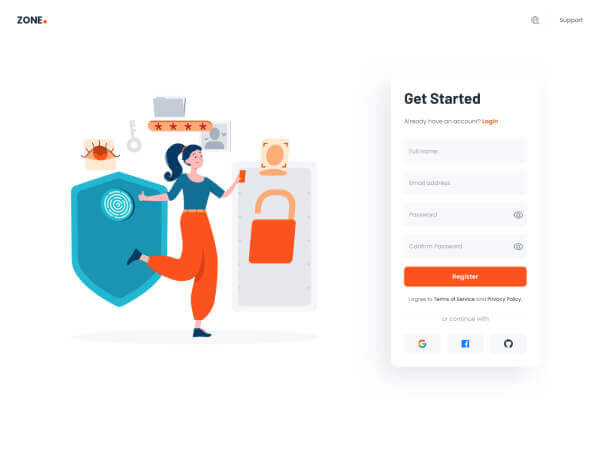 ZONE.
Support
Get Started
Already have an account? Login
Full name
Email address
Password
Confirm Password
Register
I agree to Terms of Service and Privacy Policy.
or continue with